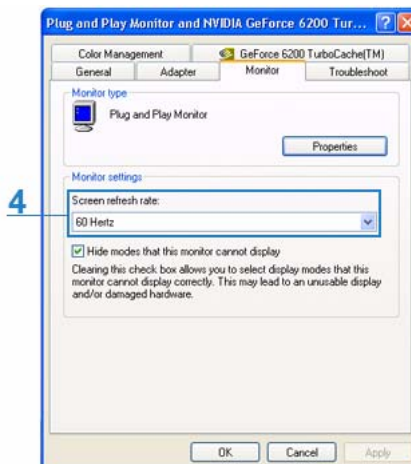 Plug and Play Monitor and NVIDIA GeForce 6200 Tur...
Color Management
GeForce 6200 TurboCache(TM)
General
Adapter
Monitor
Troubleshoot
Monitor type
Plug and Play Monitor
Properties
Monitor settings
4
Screen refresh rate:
60 Hertz
Hide modes that this monitor cannot display
Clearing this check box allows you to select display modes that this
monitor cannot display correctly. This may lead to an unusable display
and/or damaged hardware.
OK
Cancel
Apply